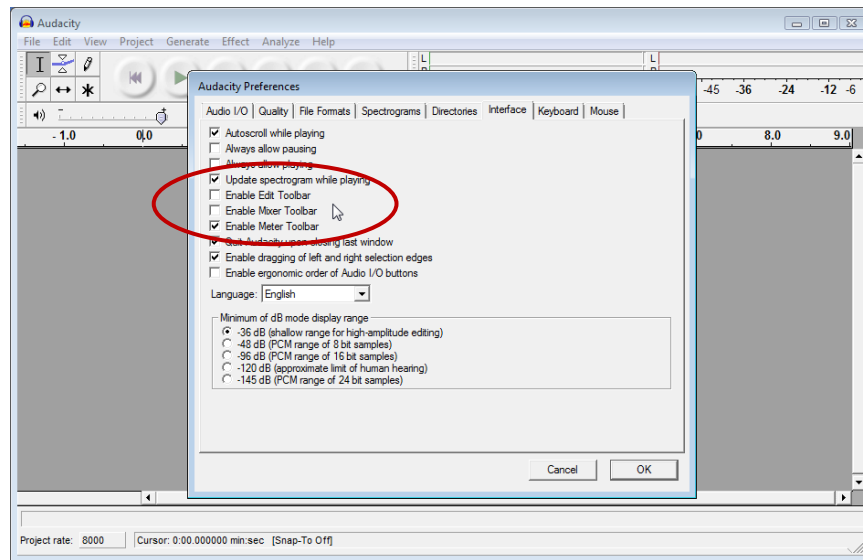 Audacity
File Edit View Project Generate Effect Analyze Help
L L
-45 -36 -24 -12 -6
- 1.0 0,0 8.0 9.0
Audacity Preferences
Audio I/O Quality File Formats Spectrograms Directories Interface Keyboard Mouse
Autoscroll while playing
Always allow pausing
Always allow playing
Update spectrogram while playing
Enable Edit Toolbar
Enable Mixer Toolbar
Enable Meter Toolbar
Quit Audacity upon closing last window
Enable dragging of left and right selection edges
Enable ergonomic order of Audio I/O buttons
Language: English
Minimum of dB mode display range
-36 dB (shallow range for high-amplitude editing)
-48 dB (PCM range of 8 bit samples)
-96 dB (PCM range of 16 bit samples)
-120 dB (approximate limit of human hearing)
-145 dB (PCM range of 24 bit samples)
Cancel OK
Project rate: 8000 Cursor: 0:00.000000 min:sec [Snap-To Off]